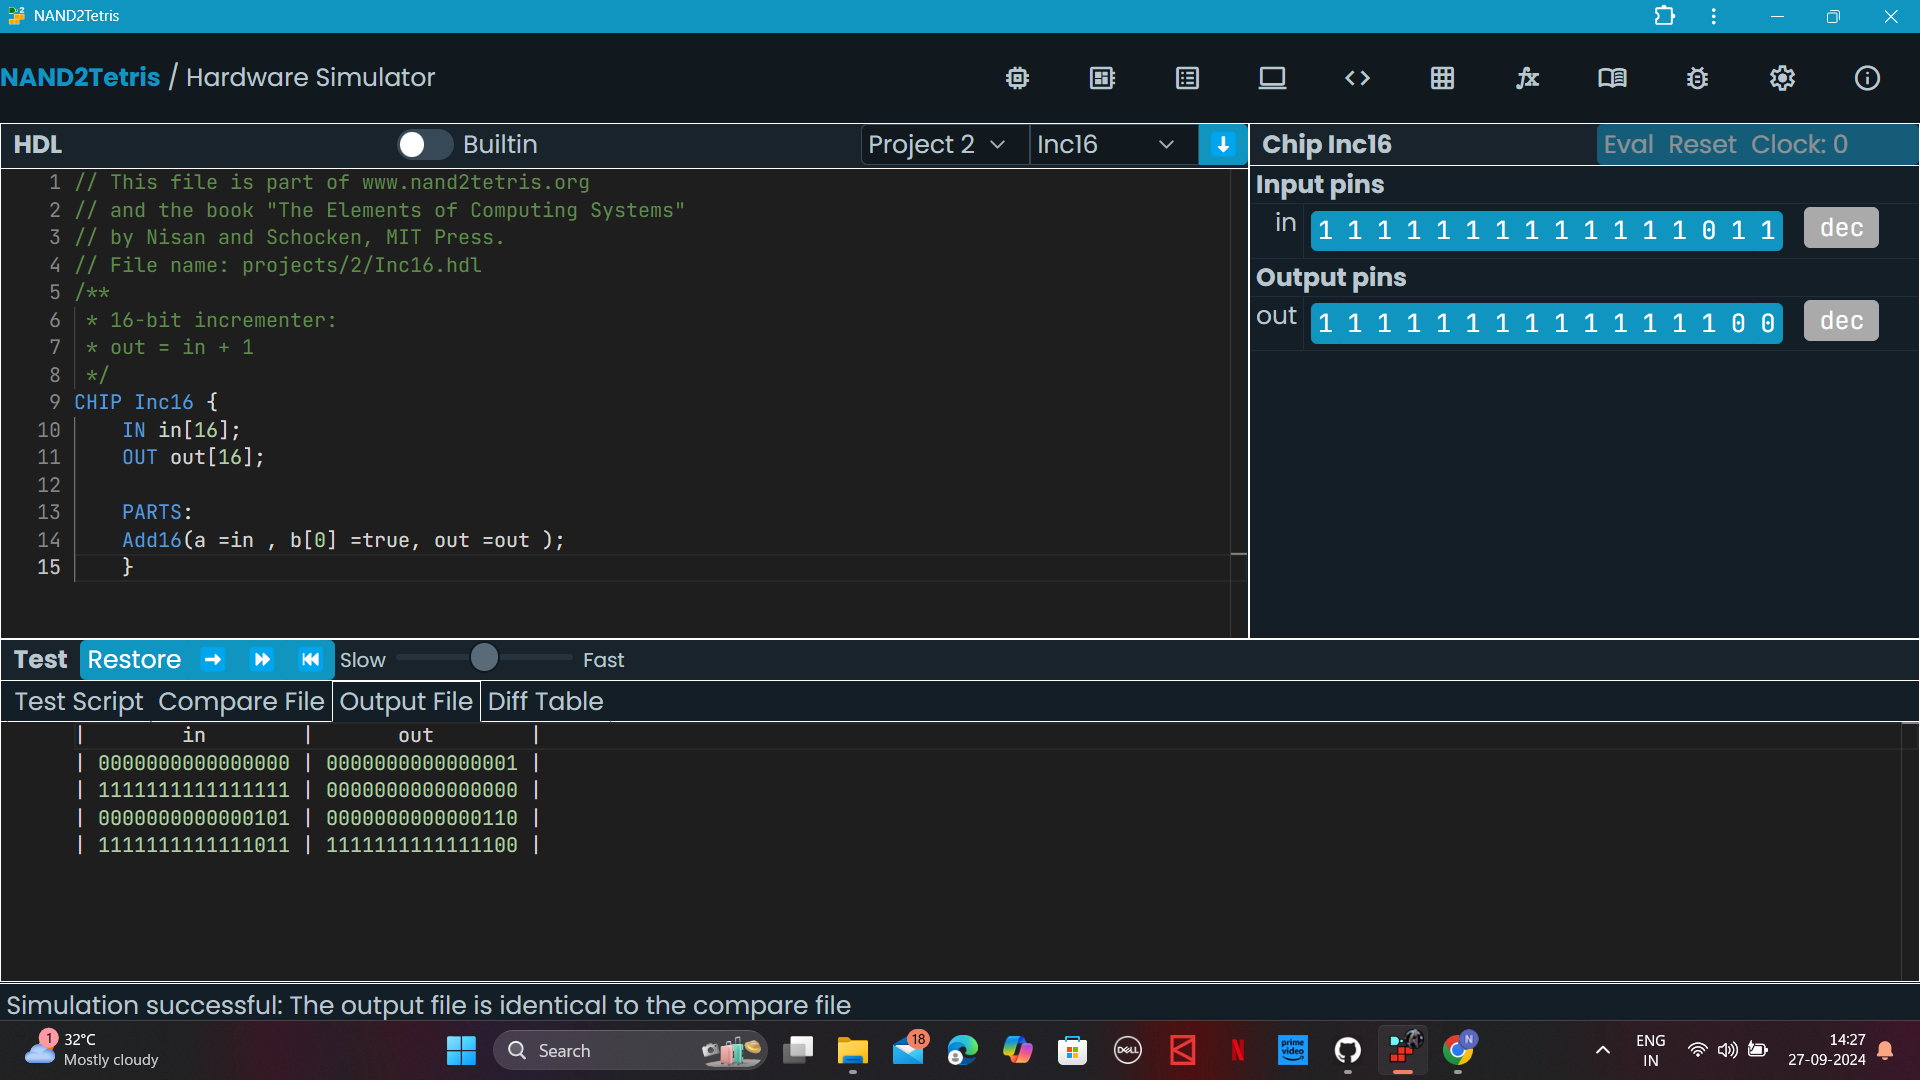 NAND2Tetris
NAND2Tetris / Hardware Simulator
HDL Builtin Project 2 Inc16
1 // This file is part of www.nand2tetris.org
2 // and the book "The Elements of Computing Systems"
3 // by Nisan and Schocken, MIT Press.
4 // File name: projects/2/Inc16.hdl
5 /**
6  * 16-bit incrementer:
7  * out = in + 1
8  */
9 CHIP Inc16 {
10     IN in[16];
11     OUT out[16];
12
13     PARTS:
14     Add16(a =in , b[0] =true, out =out );
15     }
Chip Inc16 Eval Reset Clock: 0
Input pins
in 1 1 1 1 1 1 1 1 1 1 1 1 1 0 1 1 dec
Output pins
out 1 1 1 1 1 1 1 1 1 1 1 1 1 1 0 0 dec
Test Restore Slow Fast
Test Script Compare File Output File Diff Table
| in | out |
| 0000000000000000 | 0000000000000001 |
| 1111111111111111 | 0000000000000000 |
| 0000000000000101 | 0000000000000110 |
| 1111111111111011 | 1111111111111100 |
Simulation successful: The output file is identical to the compare file
1 32°C
Mostly cloudy
Search
18
DELL
N
prime video
N
ENG
IN
14:27
27-09-2024